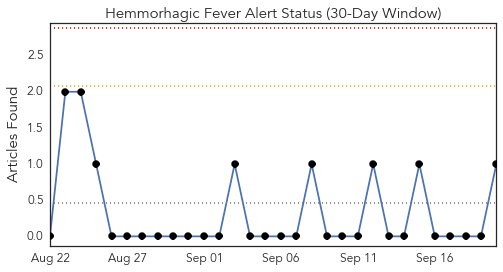 Hemmorhagic Fever Alert Status (30-Day Window)
Articles Found
2.5
2.0
1.5
1.0
0.5
0.0
Aug 22 Aug 27 Sep 01 Sep 06 Sep 11 Sep 16